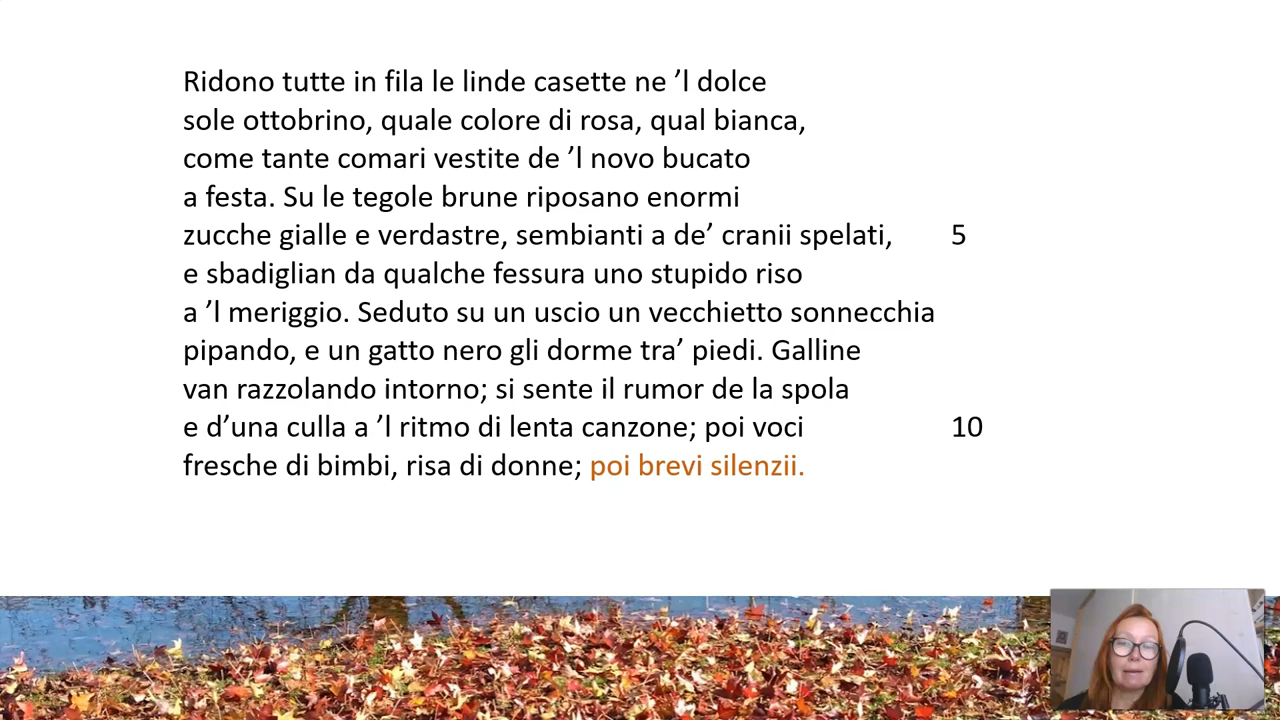 Ridono tutte in fila le linde casette ne ’l dolce
sole ottobrino, quale colore di rosa, qual bianca,
come tante comari vestite de ’l novo bucato
a festa. Su le tegole brune riposano enormi
zucche gialle e verdastre, sembianti a de’ cranii spelati, 5
e sbadiglian da qualche fessura uno stupido riso
a ’l meriggio. Seduto su un uscio un vecchietto sonnecchia
pipando, e un gatto nero gli dorme tra’ piedi. Galline
van razzolando intorno; si sente il rumor de la spola
e d’una culla a ’l ritmo di lenta canzone; poi voci 10
fresche di bimbi, risa di donne; poi brevi silenzii.